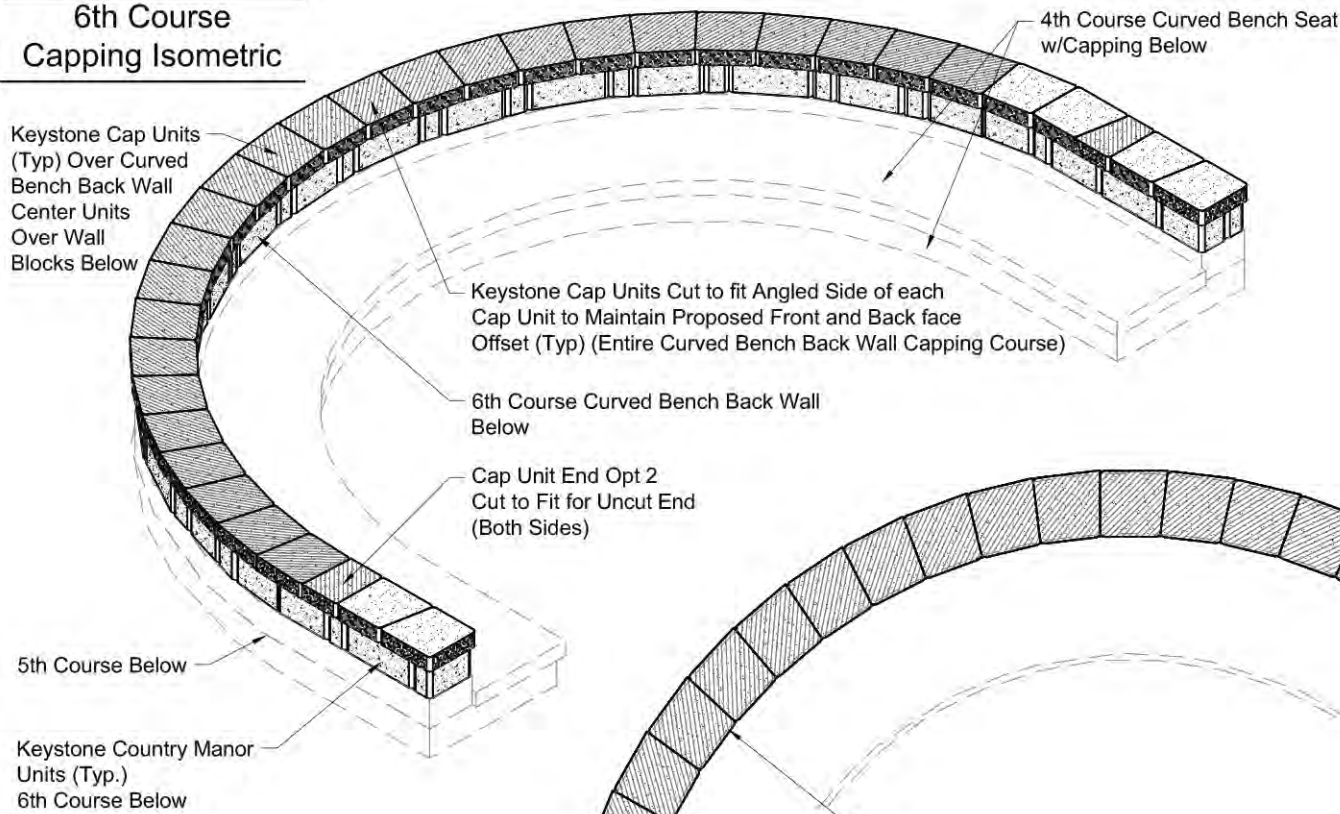 6th Course
Capping Isometric
4th Course Curved Bench Seat
w/Capping Below
Keystone Cap Units
(Typ) Over Curved
Bench Back Wall
Center Units
Over Wall
Blocks Below
Keystone Cap Units Cut to fit Angled Side of each
Cap Unit to Maintain Proposed Front and Back face
Offset (Typ) (Entire Curved Bench Back Wall Capping Course)
6th Course Curved Bench Back Wall
Below
Cap Unit End Opt 2
Cut to Fit for Uncut End
(Both Sides)
5th Course Below
Keystone Country Manor
Units (Typ.)
6th Course Below